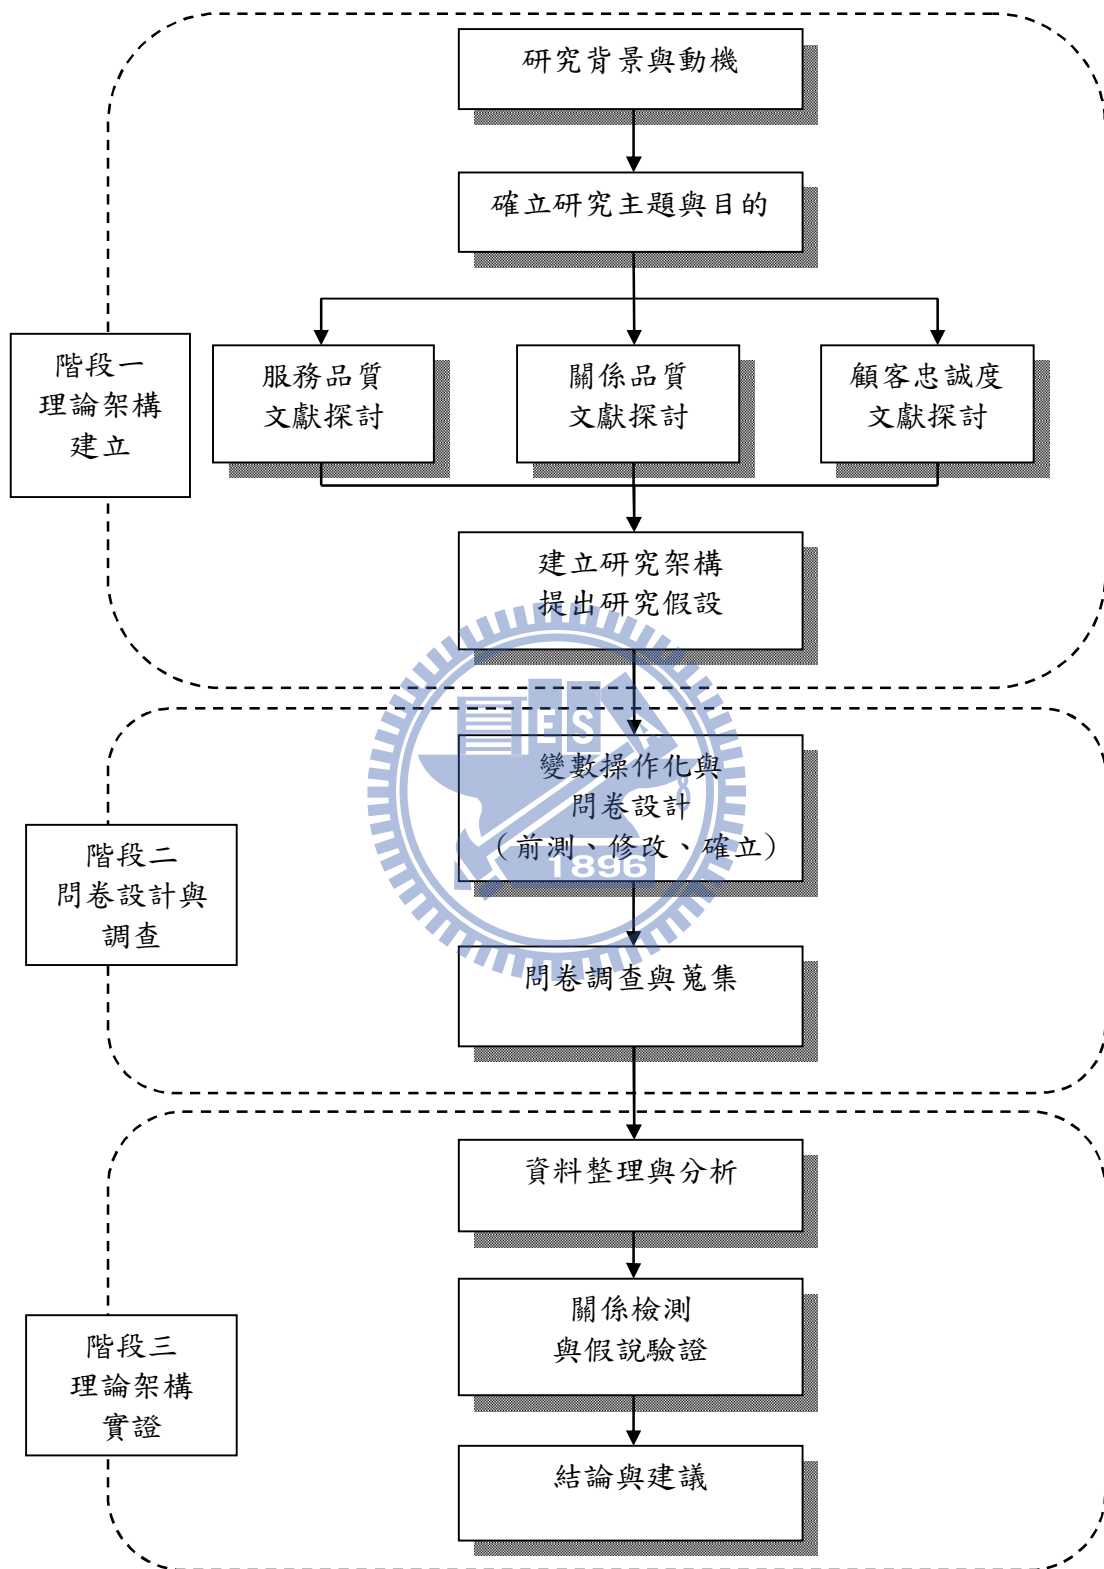 研究背景與動機
確立研究主題與目的
階段一
理論架構
建立
服務品質
文獻探討
關係品質
文獻探討
顧客忠誠度
文獻探討
建立研究架構
提出研究假設
ES
1896
階段二
問卷設計與
調查
變數操作化與
問卷設計
（前測、修改、確立）
問卷調查與蒐集
階段三
理論架構
實證
資料整理與分析
關係檢測
與假說驗證
結論與建議